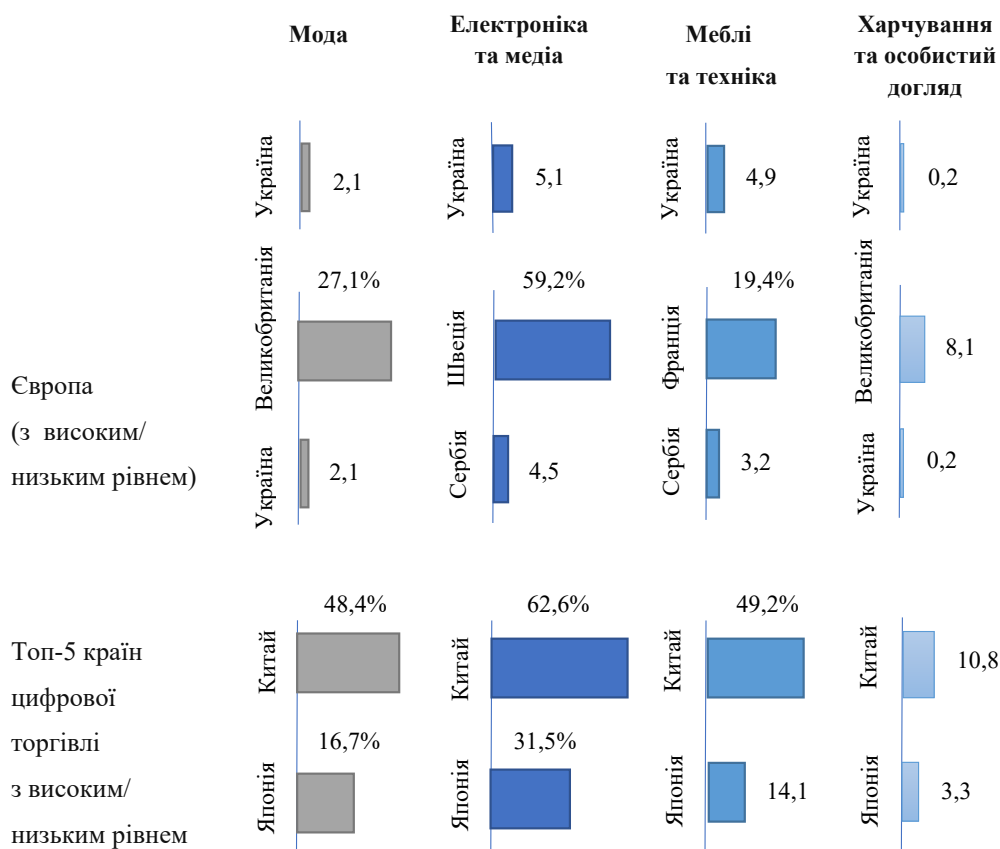 Мода
Електроніка
та медіа
Меблі
та техніка
Харчування
та особистий
догляд
Україна
2,1
Україна
5,1
Україна
4,9
Україна
0,2
Європа
(з високим/
низьким рівнем)
Великобританія
27,1%
Швеція
59,2%
Франція
19,4%
Великобританія
8,1
Україна
2,1
Сербія
4,5
Сербія
3,2
Україна
0,2
Топ-5 країн
цифрової
торгівлі
з високим/
низьким рівнем
Китай
48,4%
Китай
62,6%
Китай
49,2%
Китай
10,8
Японія
16,7%
Японія
31,5%
Японія
14,1
Японія
3,3